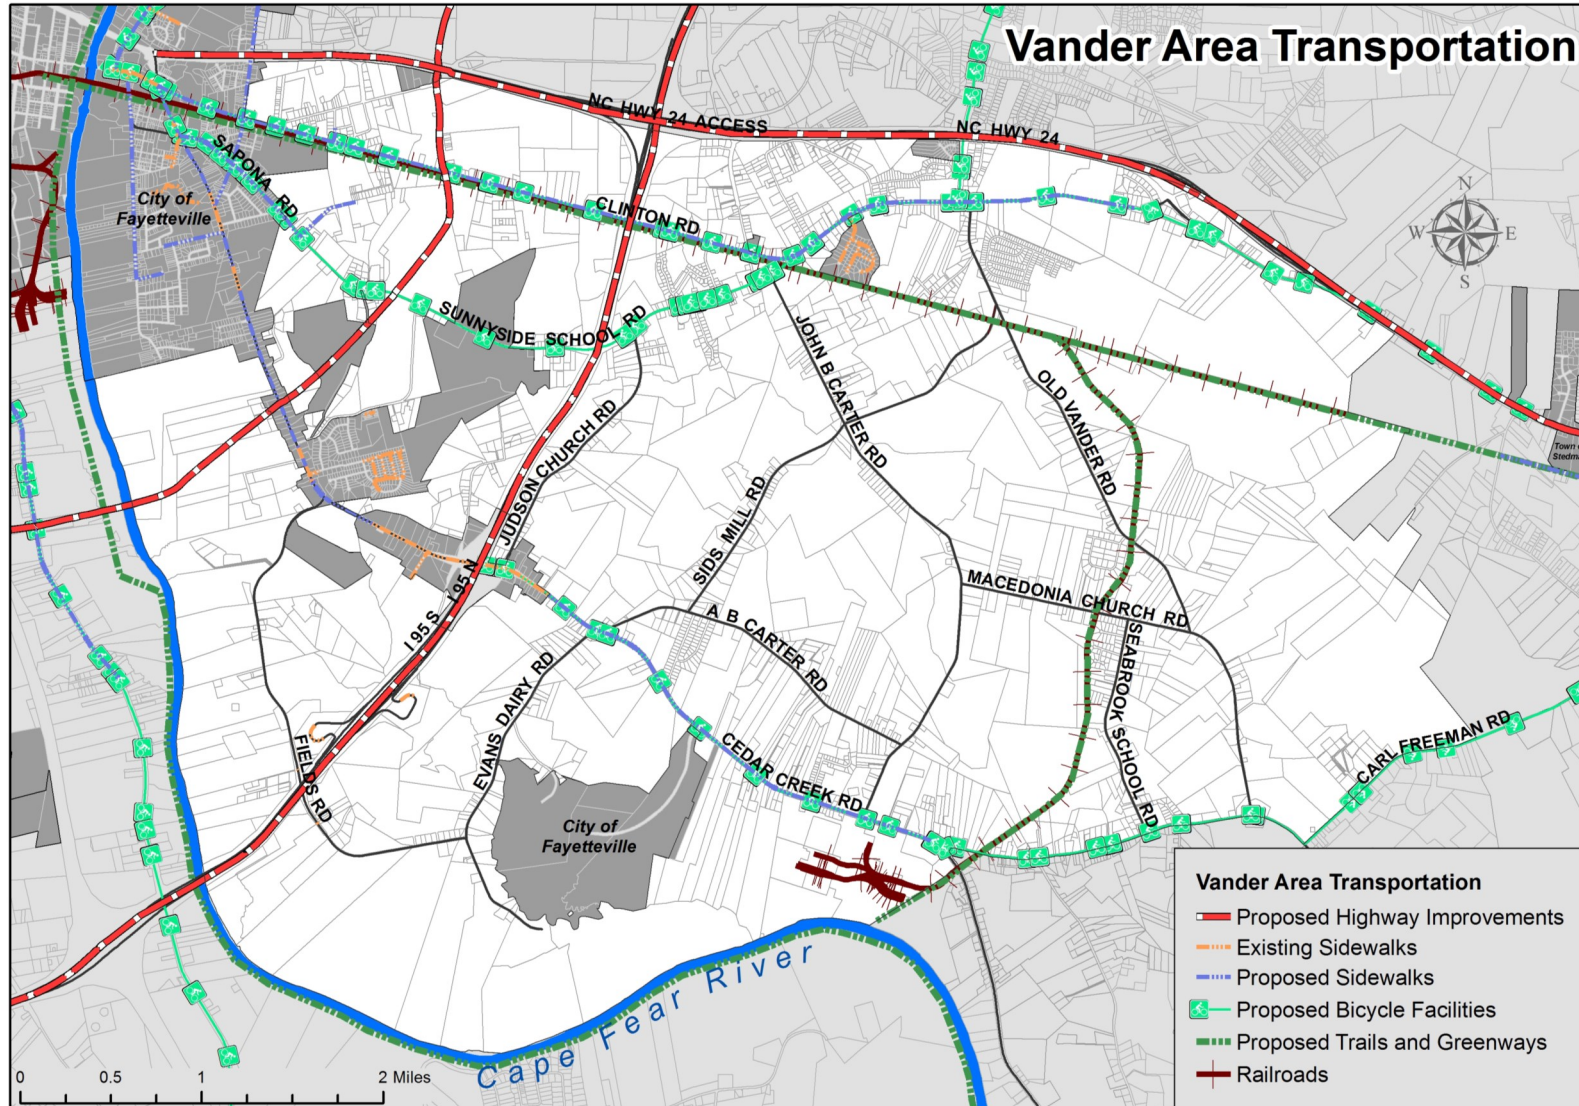 Vander Area Transportation
NC HWY 24 ACCESS
NC HWY 24
SAPONA RD
City of
Fayetteville
CLINTON RD
N
W E
S
SUNNYSIDE SCHOOL RD
JOHN B CARTER RD
OLD VANDER RD
JUDSON CHURCH RD
Town
SIDS MILL RD
I 95 N
I 95 S
MACEDONIA CHURCH RD
A B CARTER RD
SEABROOK SCHOOL RD
EVANS DAIRY RD
FIELDS RD
CEDAR CREEK RD
CARL FREEMAN RD
City of
Fayetteville
Cape Fear River
Vander Area Transportation
Proposed Highway Improvements
Existing Sidewalks
Proposed Sidewalks
Proposed Bicycle Facilities
Proposed Trails and Greenways
Railroads
0 0.5 1 2 Miles